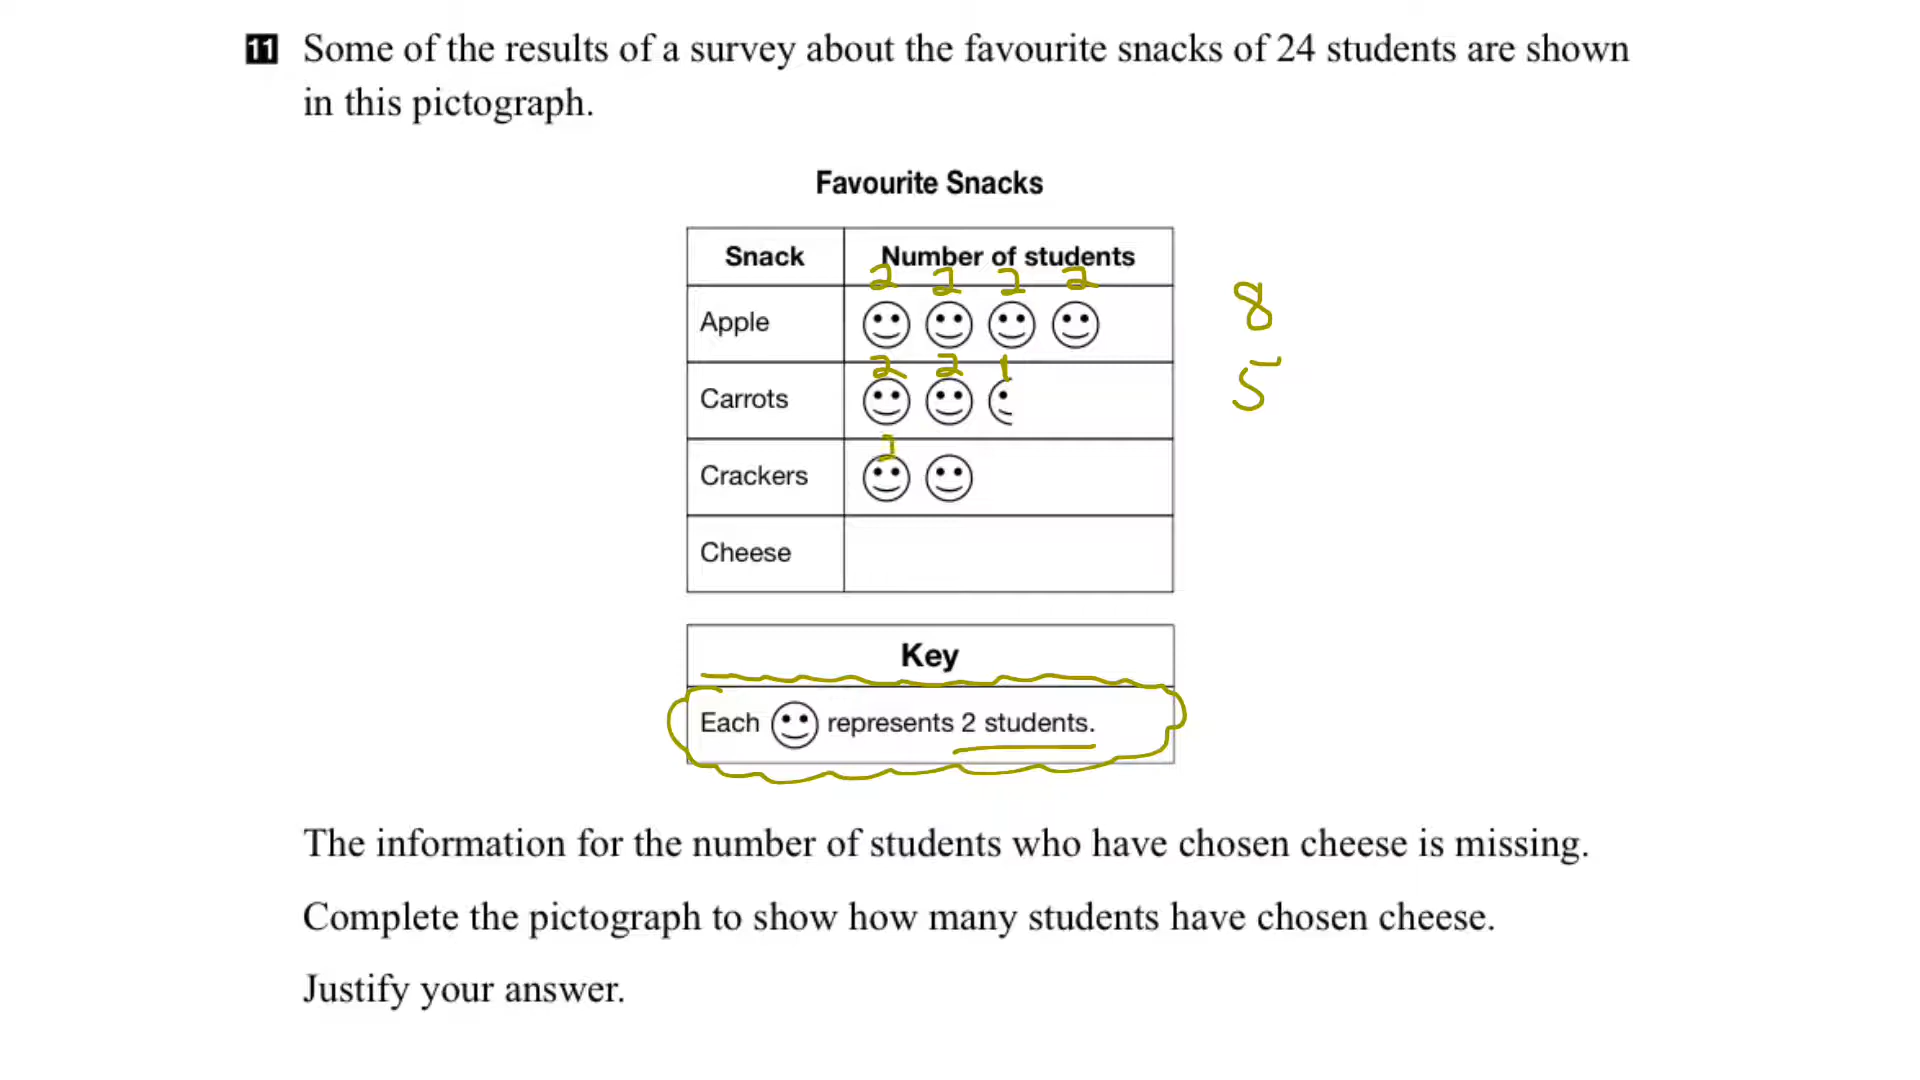 11 Some of the results of a survey about the favourite snacks of 24 students are shown
in this pictograph.
Favourite Snacks
Snack Number of students
2 2 2 2
Apple 8
2 2 1
Carrots 5
2
Crackers
Cheese
Key
Each represents 2 students.
The information for the number of students who have chosen cheese is missing.
Complete the pictograph to show how many students have chosen cheese.
Justify your answer.